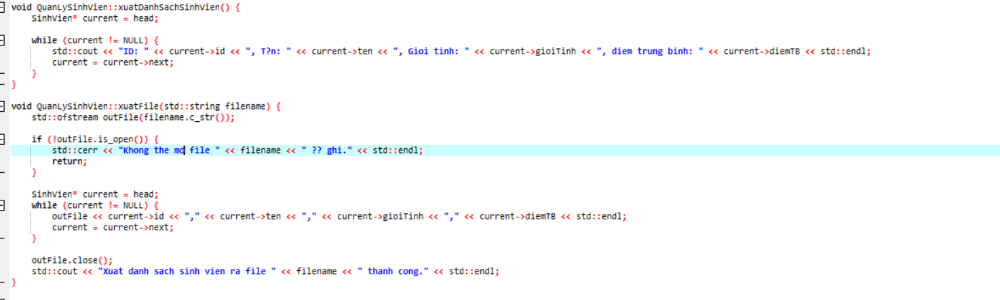 void QuanLySinhVien::xuatDanhSachSinhVien() {
    SinhVien* current = head;

    while (current != NULL) {
        std::cout << "ID: " << current->id << ", T?n: " << current->ten << ", Gioi tinh: " << current->gioiTinh << ", diem trung binh: " << current->diemTB << std::endl;
        current = current->next;
    }
}

void QuanLySinhVien::xuatFile(std::string filename) {
    std::ofstream outFile(filename.c_str());

    if (!outFile.is_open()) {
        std::cerr << "Khong the mo file " << filename << " ?? ghi." << std::endl;
        return;
    }

    SinhVien* current = head;
    while (current != NULL) {
        outFile << current->id << "," << current->ten << "," << current->gioiTinh << "," << current->diemTB << std::endl;
        current = current->next;
    }

    outFile.close();
    std::cout << "Xuat danh sach sinh vien ra file " << filename << " thanh cong." << std::endl;
}